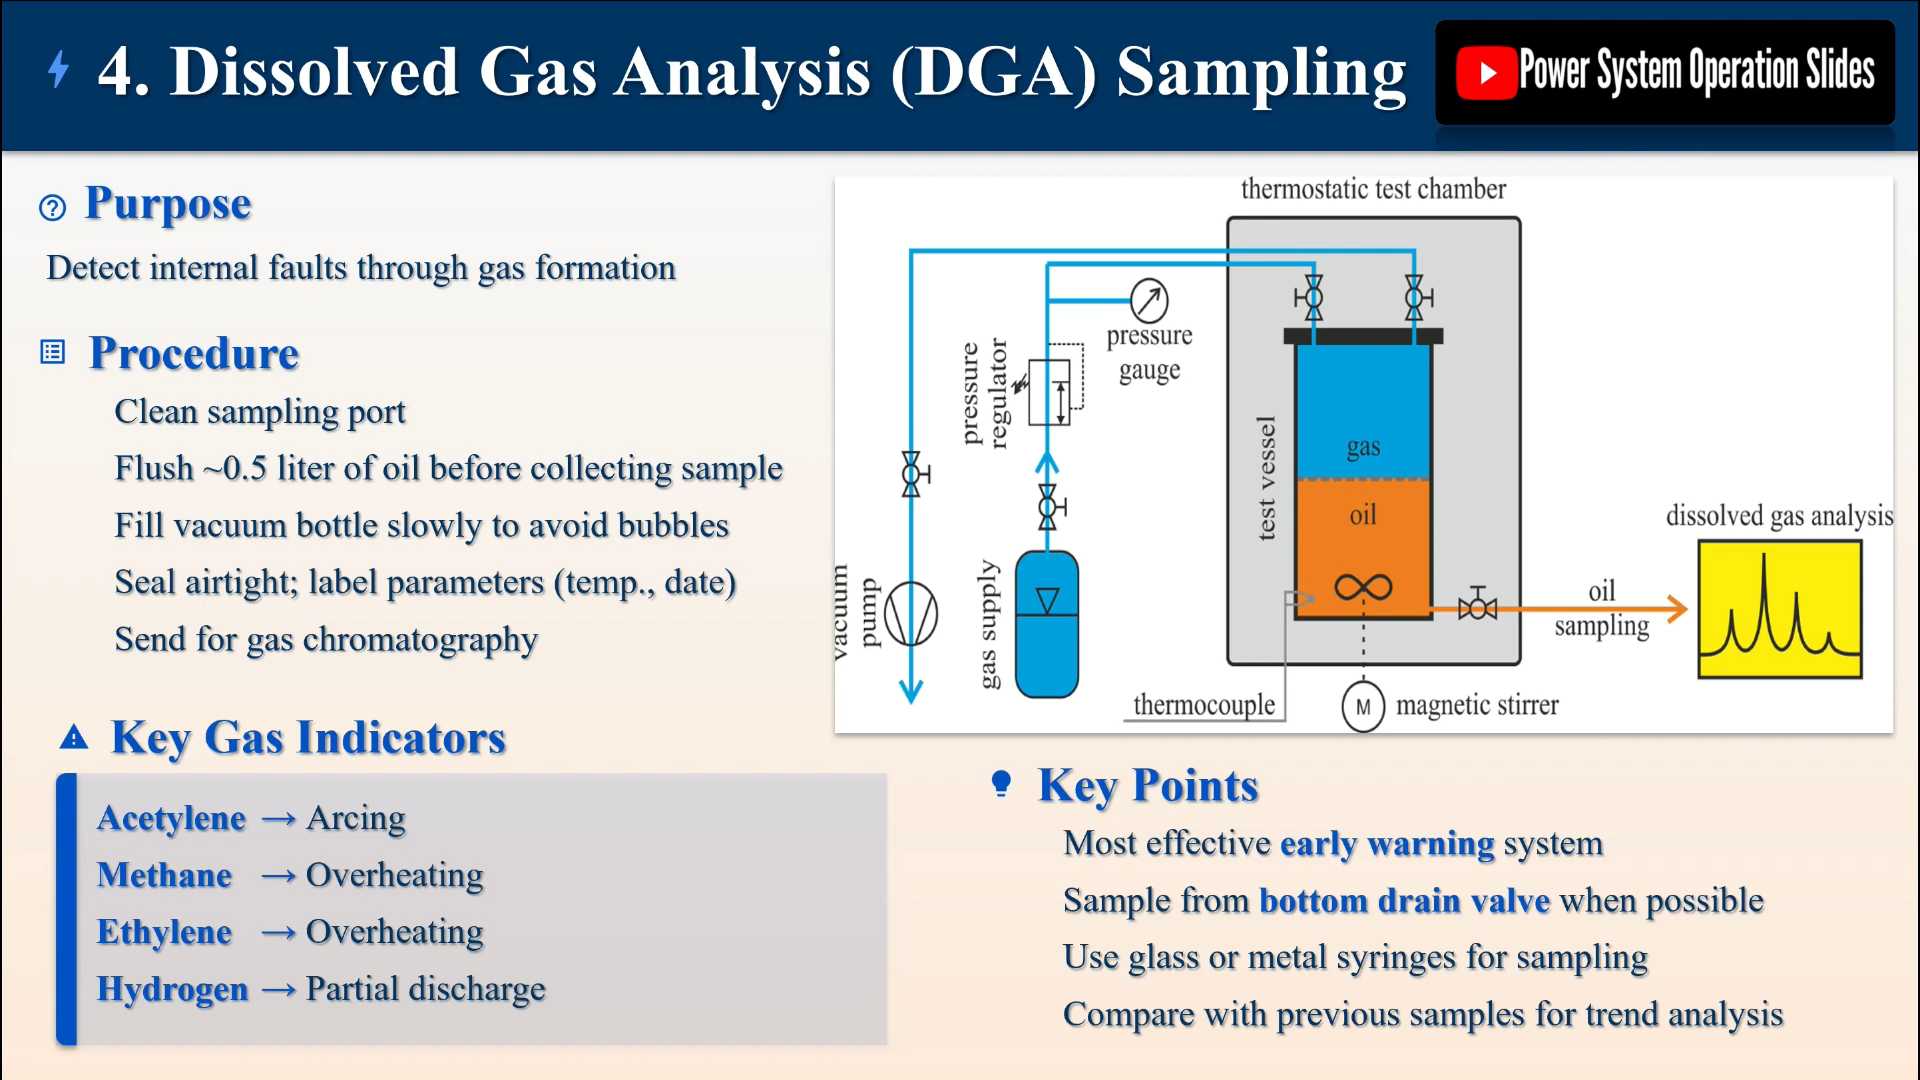 4. Dissolved Gas Analysis (DGA) Sampling
Power System Operation Slides
Purpose
Detect internal faults through gas formation
Procedure
Clean sampling port
Flush ~0.5 liter of oil before collecting sample
Fill vacuum bottle slowly to avoid bubbles
Seal airtight; label parameters (temp., date)
Send for gas chromatography
Key Gas Indicators
Acetylene → Arcing
Methane → Overheating
Ethylene → Overheating
Hydrogen → Partial discharge
thermostatic test chamber
pressure
gauge
pressure
regulator
test vessel
gas
oil
vacuum
pump
gas supply
thermocouple
M
magnetic stirrer
oil
sampling
dissolved gas analysis
Key Points
Most effective early warning system
Sample from bottom drain valve when possible
Use glass or metal syringes for sampling
Compare with previous samples for trend analysis